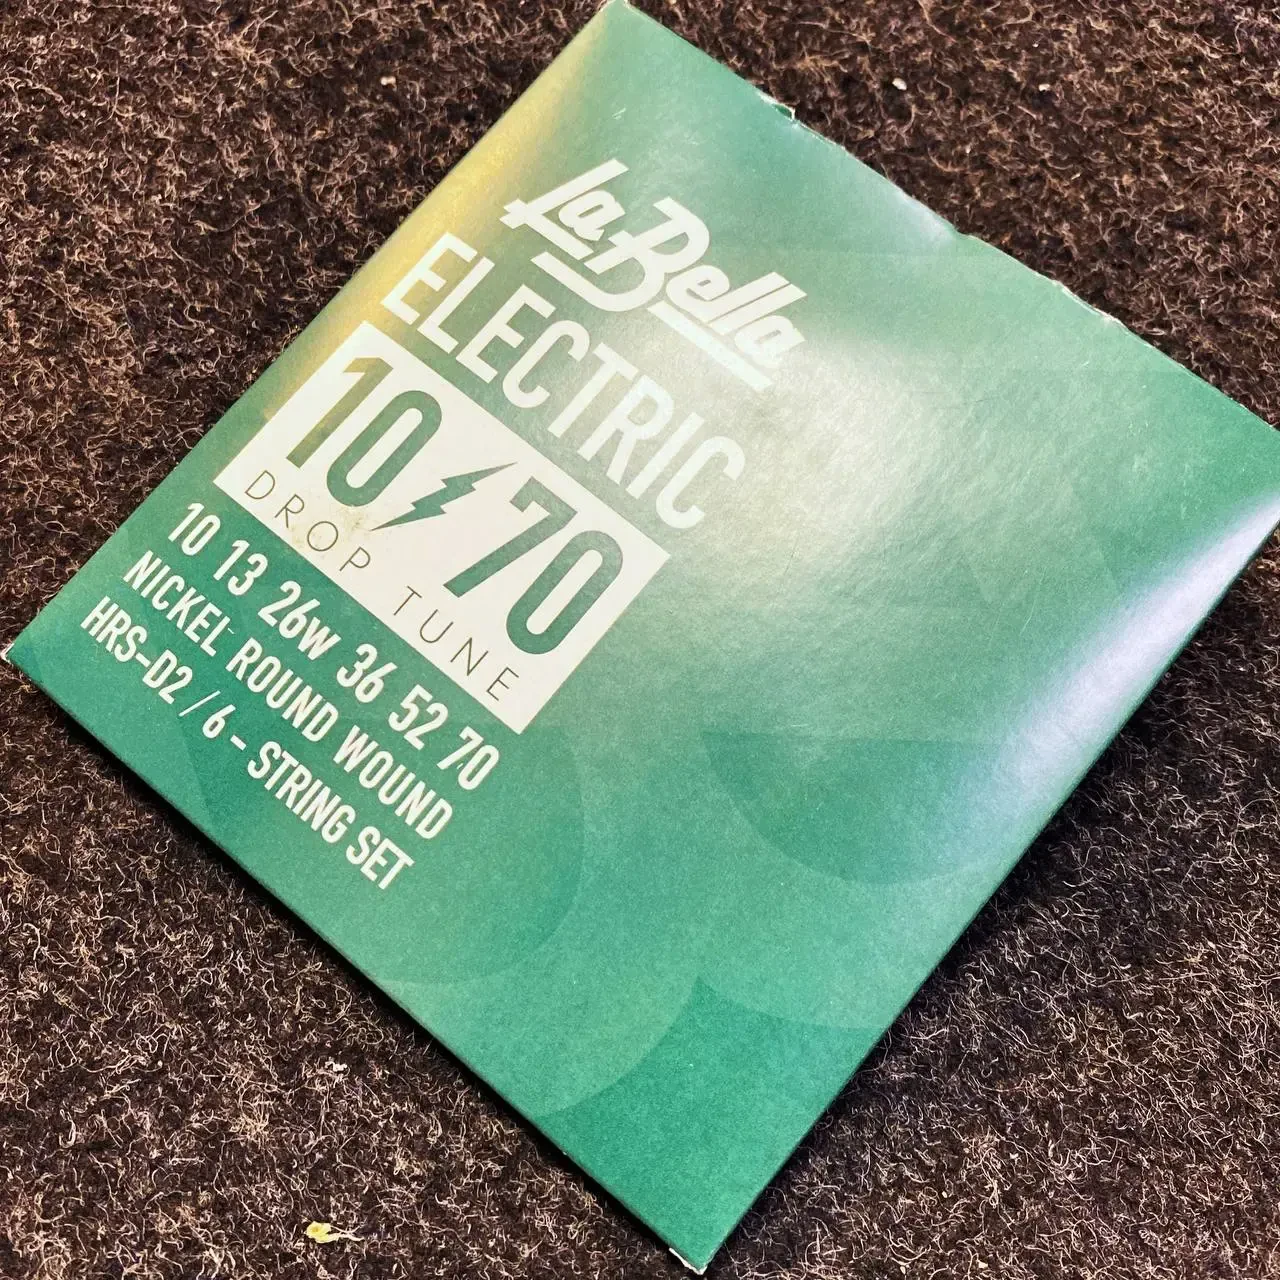 La Bella
ELECTRIC
10/70
DROP TUNE
10 13 26w 36 52 70
NICKEL ROUND WOUND
HRS-D2 / 6 - STRING SET